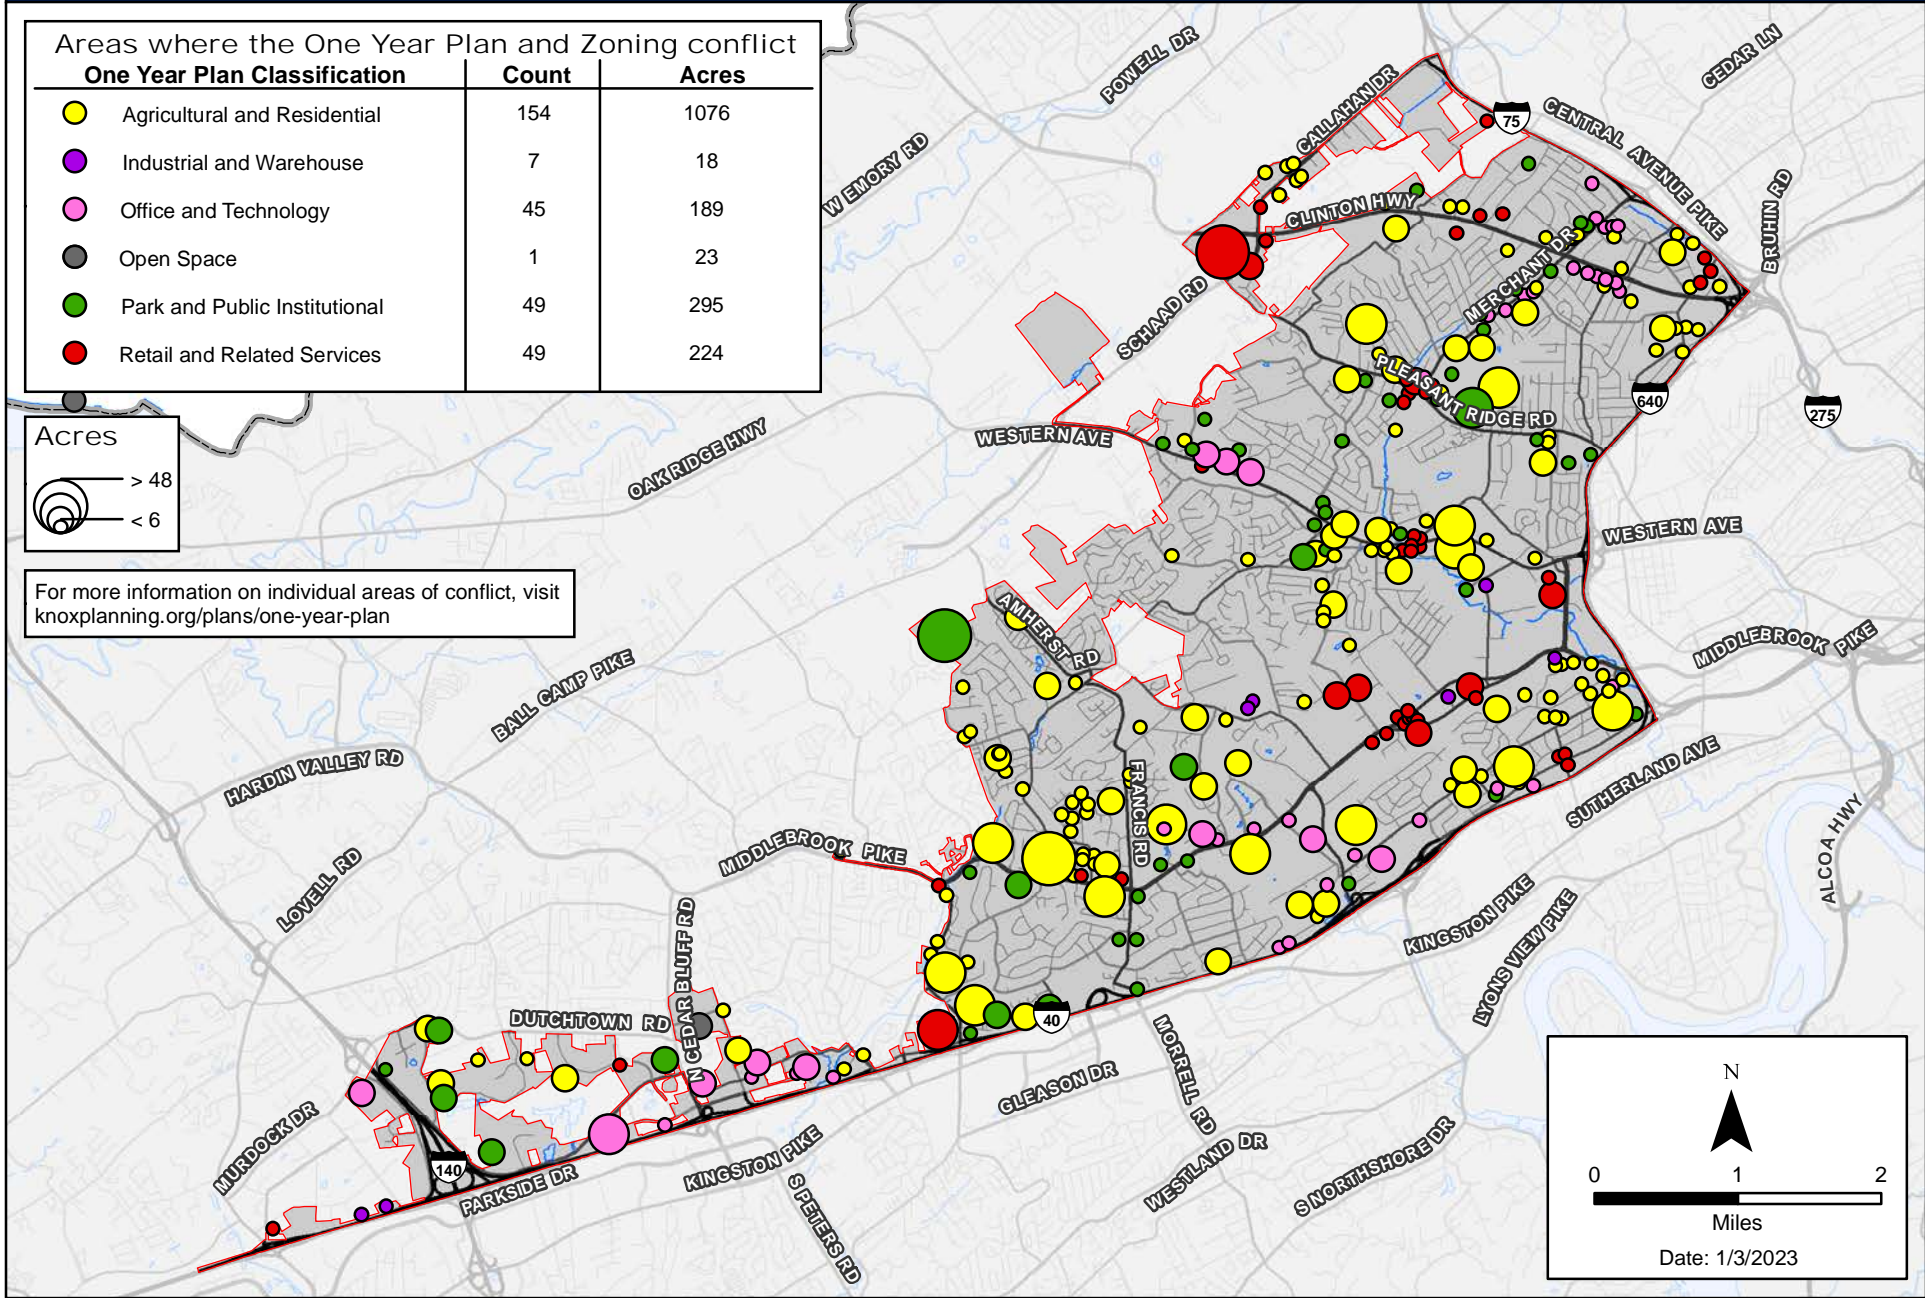 Areas where the One Year Plan and Zoning conflict
One Year Plan Classification Count Acres
Agricultural and Residential 154 1076
Industrial and Warehouse 7 18
Office and Technology 45 189
Open Space 1 23
Park and Public Institutional 49 295
Retail and Related Services 49 224
Acres
> 48
< 6
For more information on individual areas of conflict, visit
knoxplanning.org/plans/one-year-plan
POWELL DR
CEDAR LN
CALLAHAN DR
75
CENTRAL AVENUE PIKE
W EMORY RD
BRUHIN RD
CLINTON HWY
MERCHANT DR
SCHAAD RD
PLEASANT RIDGE RD
640
275
WESTERN AVE
OAK RIDGE HWY
WESTERN AVE
AMHERST RD
MIDDLEBROOK PIKE
BALL CAMP PIKE
HARDIN VALLEY RD
FRANCIS RD
SUTHERLAND AVE
ALCOA HWY
MIDDLEBROOK PIKE
LOVELL RD
KINGSTON PIKE
LYONS VIEW PIKE
N CEDAR BLUFF RD
DUTCHTOWN RD
40
MORRELL RD
GLEASON DR
MURDOCK DR
140
PARKSIDE DR
KINGSTON PIKE
S PETERS RD
WESTLAND DR
S NORTHSHORE DR
N
0 1 2
Miles
Date: 1/3/2023